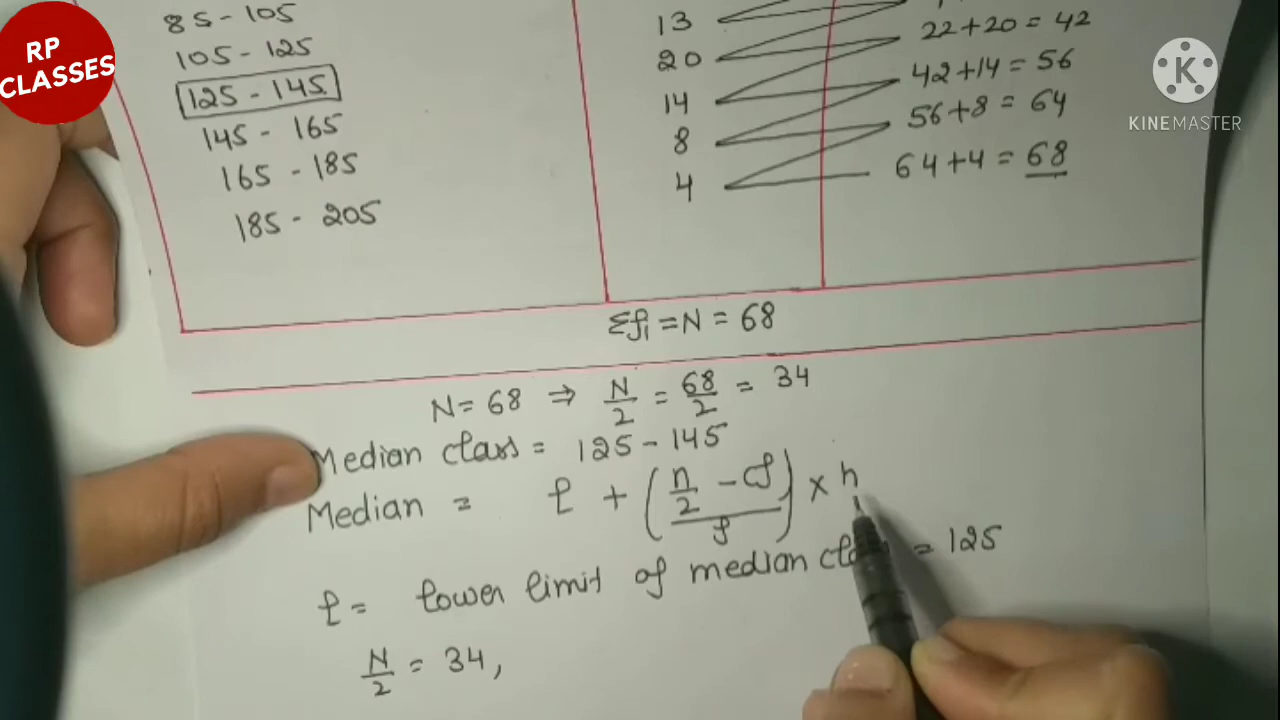 RP
CLASSES
KINEMASTER
85 - 105
105 - 125
125 - 145
145 - 165
165 - 185
185 - 205
13
20
14
8
4
22+20 = 42
42+14 = 56
56+8 = 64
64+4 = 68
Σfi = N = 68
N = 68 ⇒ N/2 = 68/2 = 34
Median class = 125 - 145
Median = l + ( (n/2 - cf) / f ) × h
l = lower limit of median = 125
N/2 = 34,